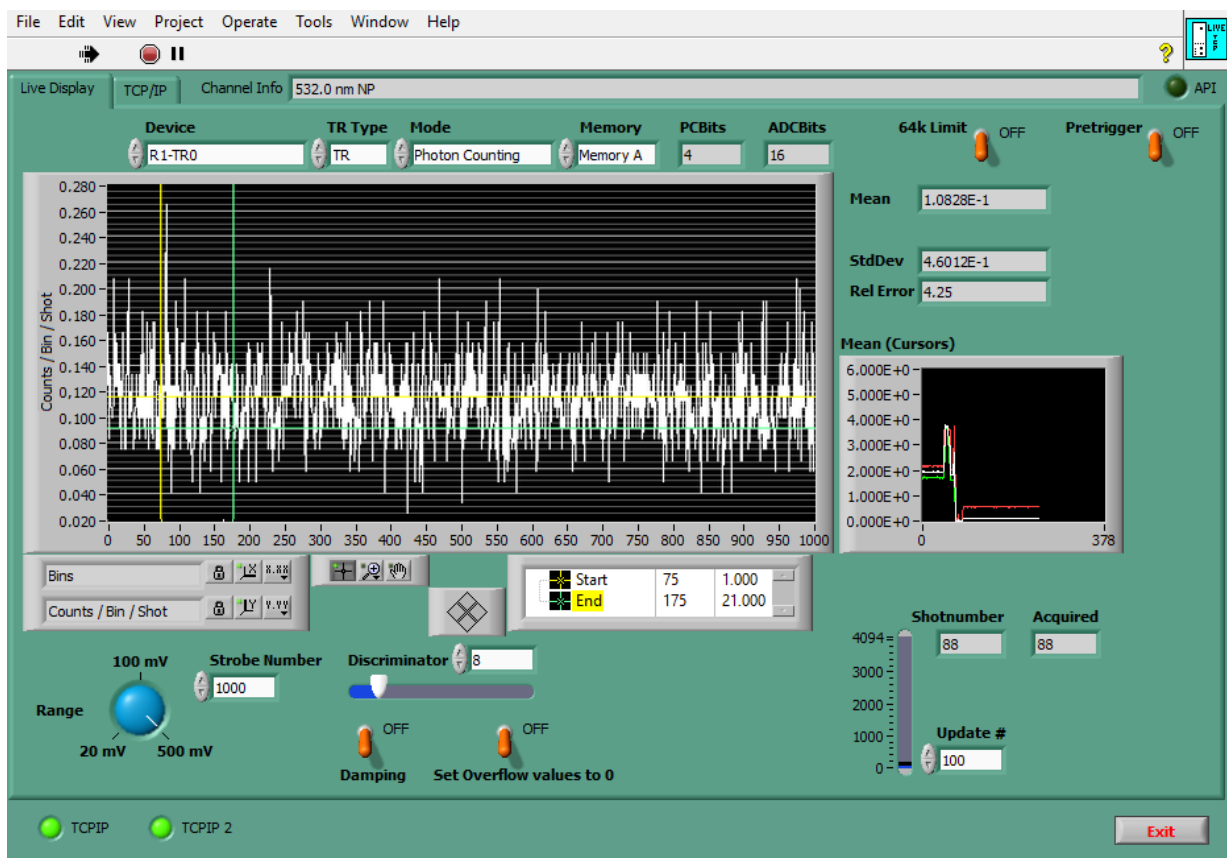 File Edit View Project Operate Tools Window Help
LIVE
Live Display TCP/IP Channel Info 532.0 nm NP API
Device TR Type Mode Memory PCBits ADCBits 64k Limit OFF Pretrigger OFF
R1-TR0 TR Photon Counting Memory A 4 16
Mean 1.0828E-1
StdDev 4.6012E-1
Rel Error 4.25
Counts / Bin / Shot
0.280
0.260
0.240
0.220
0.200
0.180
0.160
0.140
0.120
0.100
0.080
0.060
0.040
0.020
0 50 100 150 200 250 300 350 400 450 500 550 600 650 700 750 800 850 900 950 1000
Mean (Cursors)
6.000E+0
5.000E+0
4.000E+0
3.000E+0
2.000E+0
1.000E+0
0.000E+0
0 378
Bins X X.XX
Counts / Bin / Shot Y Y.YY
Start 75 1.000
End 175 21.000
Shotnumber Acquired
88 88
4094
3000
2000
1000
0
Update #
100
100 mV
Range
20 mV 500 mV
Strobe Number
1000
Discriminator 8
OFF OFF
Damping Set Overflow values to 0
TCPIP TCPIP 2 Exit